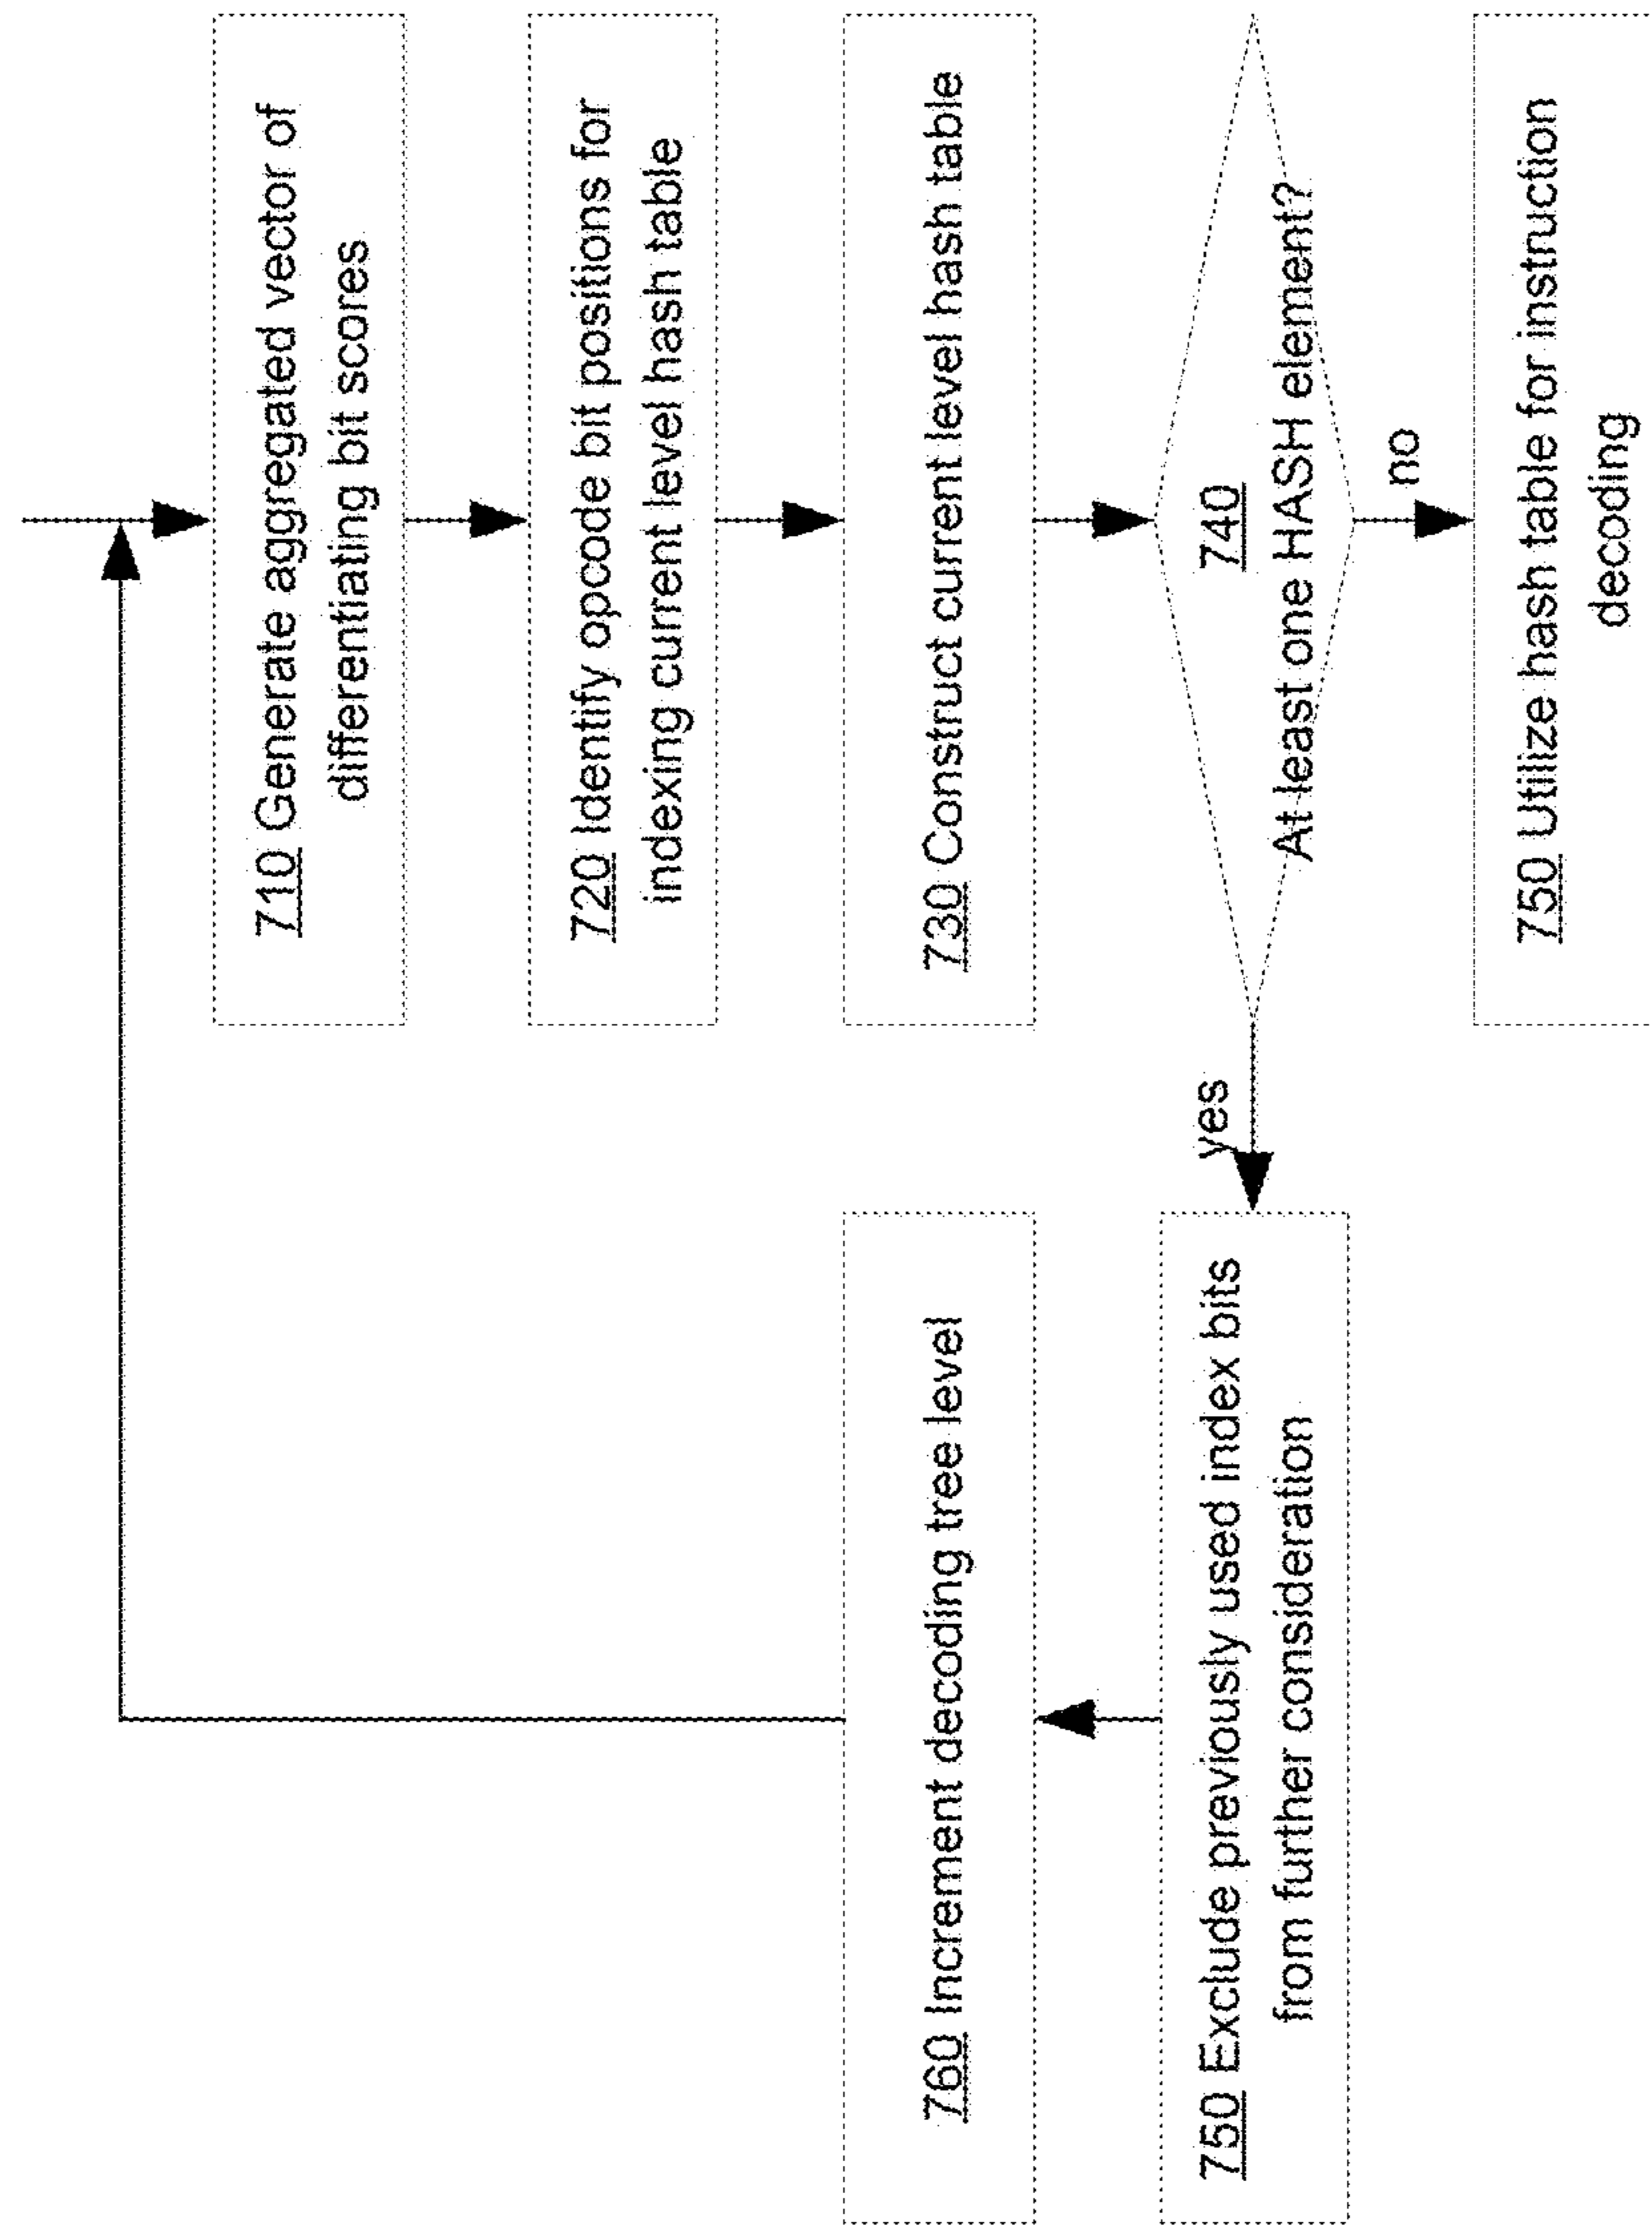 710 Generate aggregated vector of
differentiating bit scores
720 Identify opcode bit positions for
indexing current level hash table
730 Construct current level hash table
740
At least one HASH element?
yes
no
750 Utilize hash table for instruction
decoding
760 Increment decoding tree level
750 Exclude previously used index bits
from further consideration